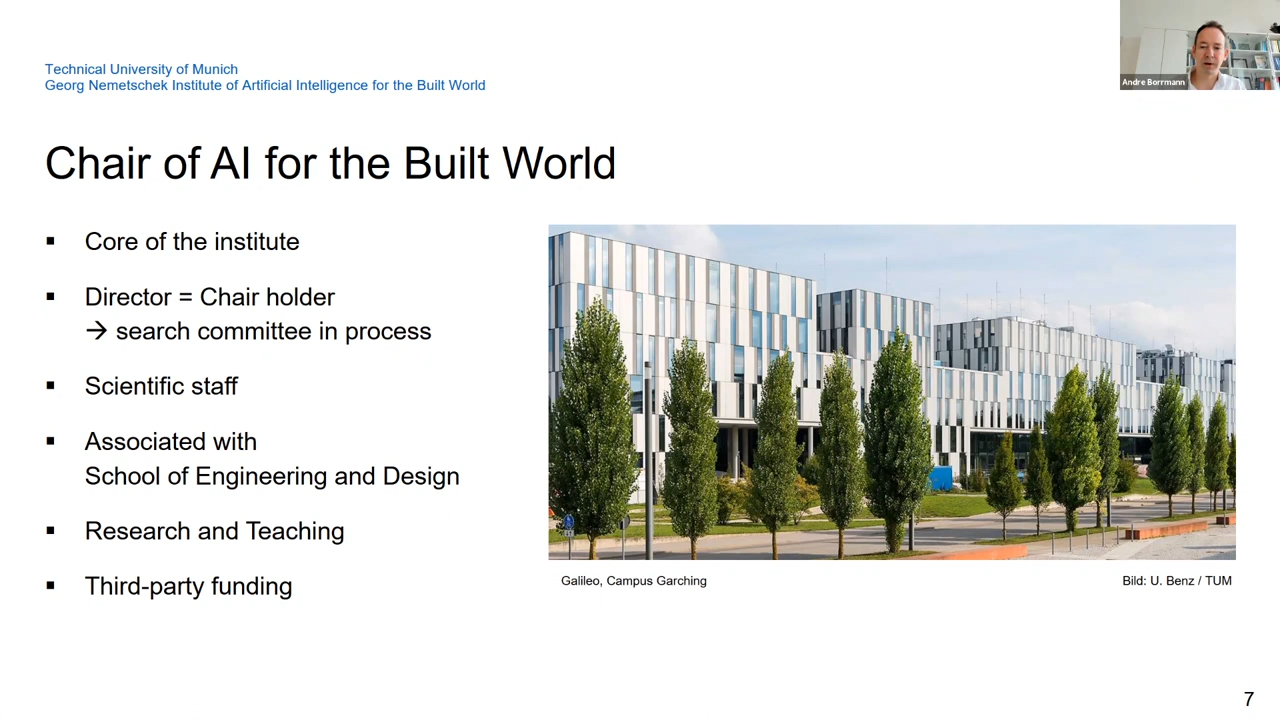 Technical University of Munich
Georg Nemetschek Institute of Artificial Intelligence for the Built World
Andre Borrmann
Chair of AI for the Built World
▪ Core of the institute
▪ Director = Chair holder
→ search committee in process
▪ Scientific staff
▪ Associated with
School of Engineering and Design
▪ Research and Teaching
▪ Third-party funding
Galileo, Campus Garching
Bild: U. Benz / TUM
7